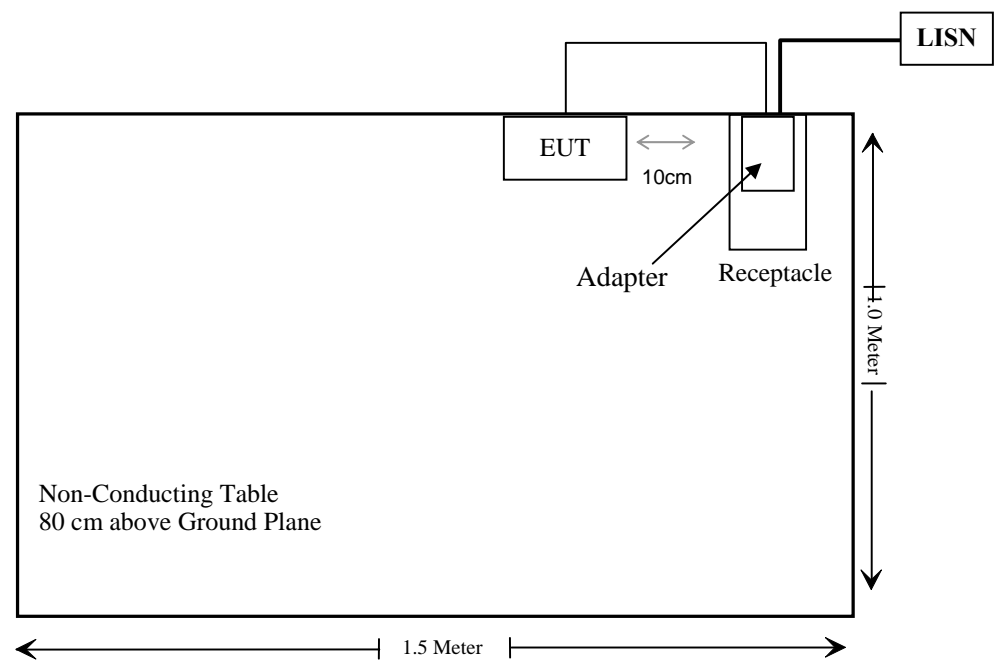 LISN
EUT
10cm
Adapter
Receptacle
1.0 Meter
Non-Conducting Table
80 cm above Ground Plane
1.5 Meter